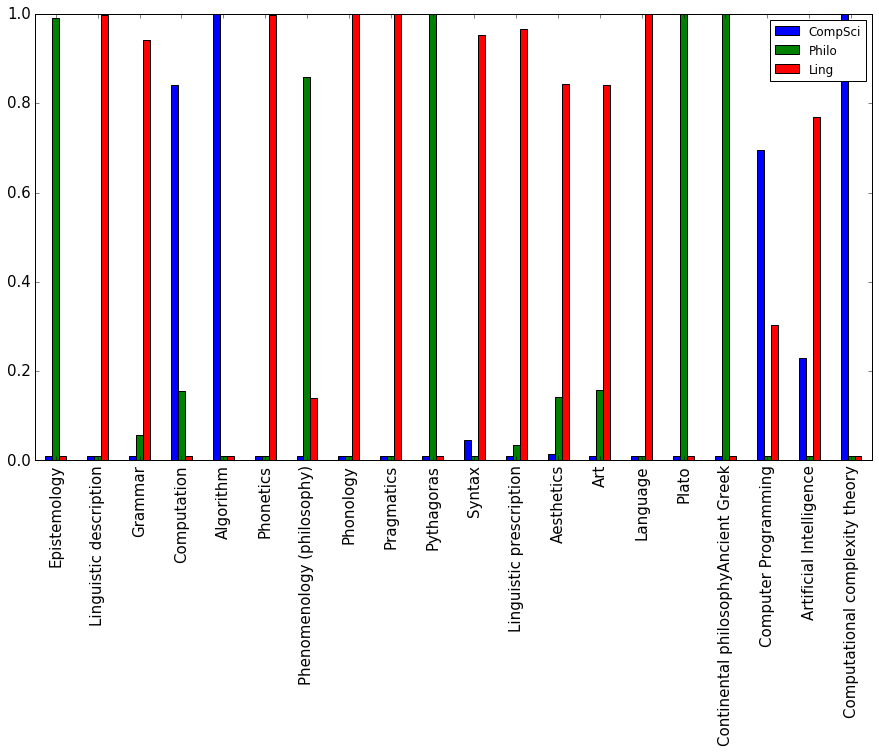 1.0
0.8
0.6
0.4
0.2
0.0
CompSci
Philo
Ling
Epistemology
Linguistic description
Grammar
Computation
Algorithm
Phonetics
Phenomenology (philosophy)
Phonology
Pragmatics
Pythagoras
Syntax
Linguistic prescription
Aesthetics
Art
Language
Plato
Continental philosophyAncient Greek
Computer Programming
Artificial Intelligence
Computational complexity theory